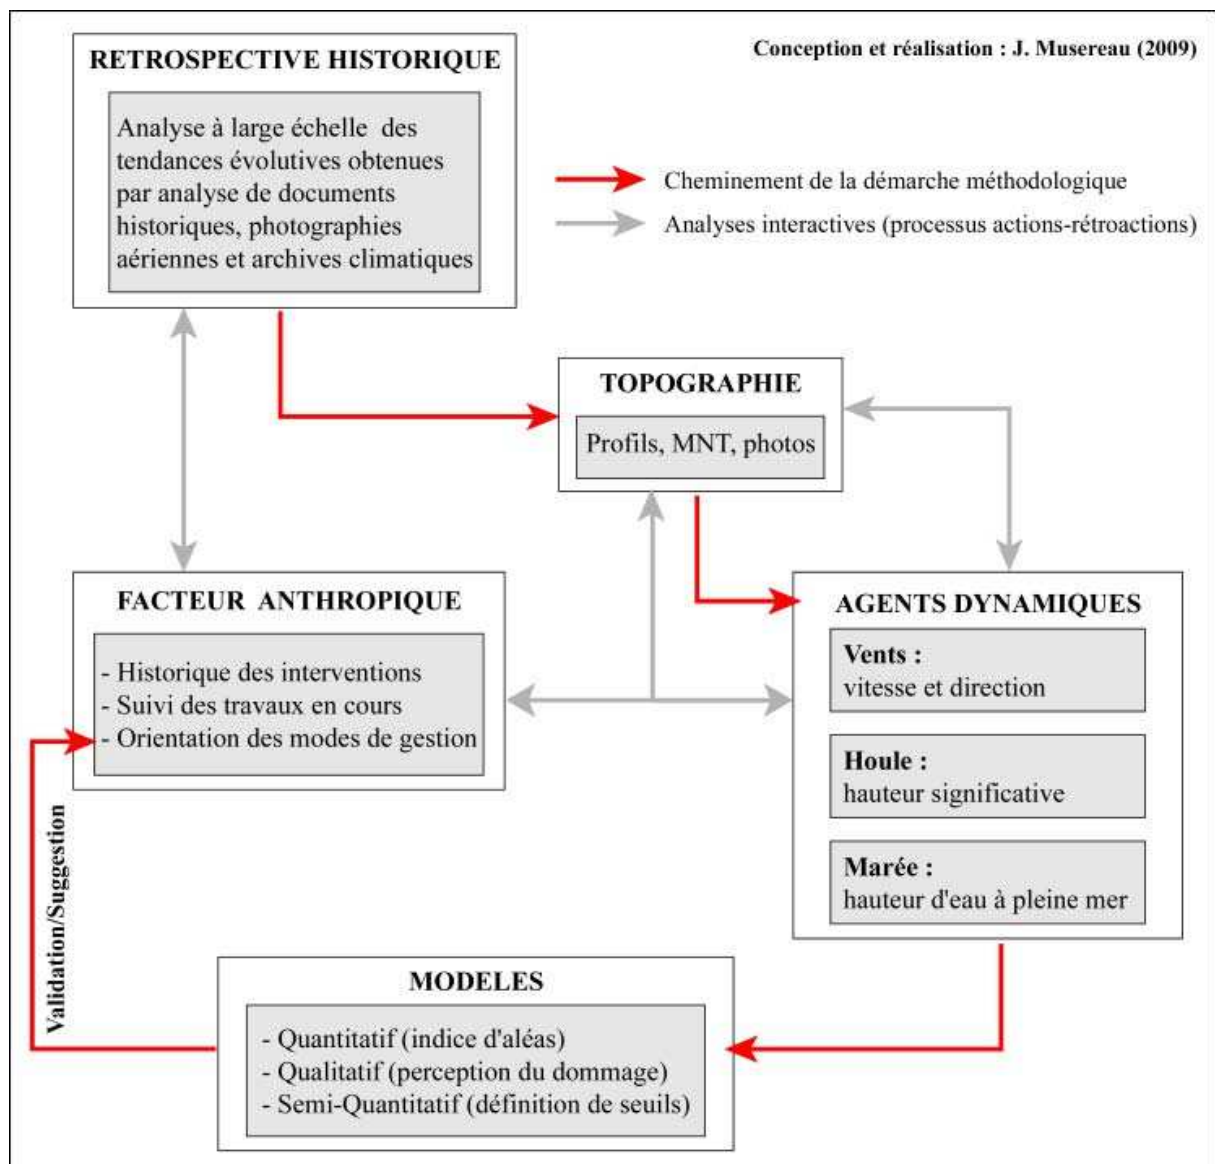 RETROSPECTIVE HISTORIQUE
Analyse à large échelle des
tendances évolutives obtenues
par analyse de documents
historiques, photographies
aériennes et archives climatiques
Conception et réalisation : J. Musereau (2009)
Cheminement de la démarche méthodologique
Analyses interactives (processus actions-rétroactions)
TOPOGRAPHIE
Profils, MNT, photos
FACTEUR ANTHROPIQUE
- Historique des interventions
- Suivi des travaux en cours
- Orientation des modes de gestion
AGENTS DYNAMIQUES
Vents :
vitesse et direction
Houle :
hauteur significative
Marée :
hauteur d'eau à pleine mer
Validation/Suggestion
MODELES
- Quantitatif (indice d'aléas)
- Qualitatif (perception du dommage)
- Semi-Quantitatif (définition de seuils)